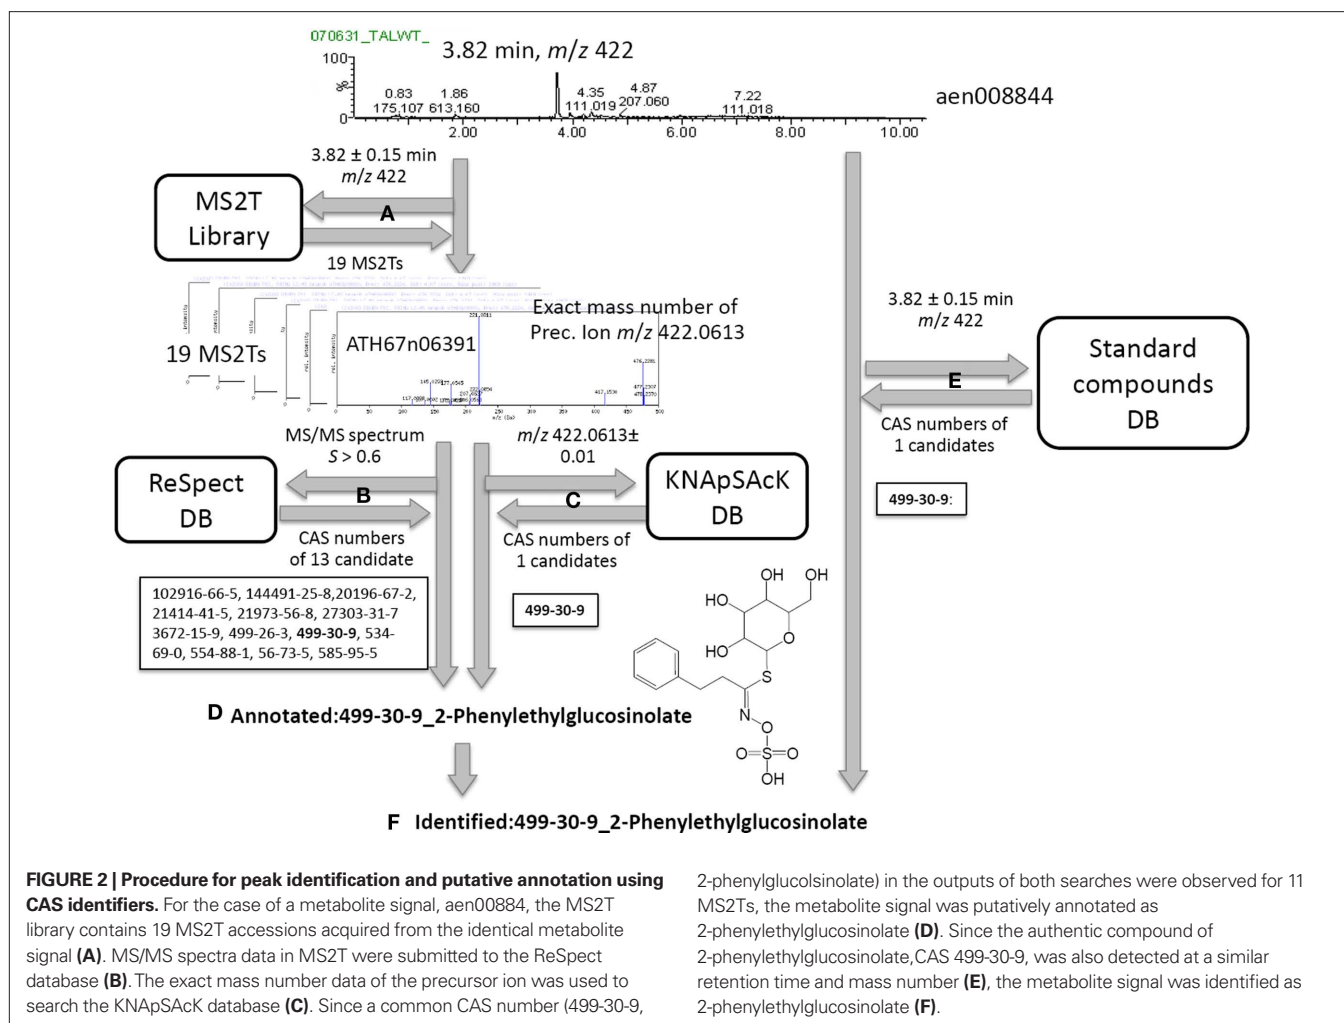 070631_TALWT_
3.82 min, m/z 422
100
%
0
0.83
175.107
1.86
613.160
4.35
111.019
4.87
207.060
7.22
111.018
2.00 4.00 6.00 8.00 10.00
aen008844
3.82 ± 0.15 min
m/z 422
MS2T
Library
A
19 MS2Ts
19 MS2Ts
ATH67n06391
Exact mass number of
Prec. Ion m/z 422.0613
3.82 ± 0.15 min
m/z 422
E
Standard
compounds
DB
CAS numbers of
1 candidates
499-30-9:
MS/MS spectrum
S > 0.6
ReSpect
DB
B
CAS numbers
of 13 candidate
102916-66-5, 144491-25-8,20196-67-2,
21414-41-5, 21973-56-8, 27303-31-7
3672-15-9, 499-26-3, 499-30-9, 534-
69-0, 554-88-1, 56-73-5, 585-95-5
m/z 422.0613±
0.01
C
KNApSAcK
DB
CAS numbers of
1 candidates
499-30-9
OH OH
HO
HO
O
S
N
O
O=S=O
OH
D Annotated:499-30-9_2-Phenylethylglucosinolate
F Identified:499-30-9_2-Phenylethylglucosinolate
FIGURE 2 | Procedure for peak identification and putative annotation using
CAS identifiers. For the case of a metabolite signal, aen00884, the MS2T
library contains 19 MS2T accessions acquired from the identical metabolite
signal (A). MS/MS spectra data in MS2T were submitted to the ReSpect
database (B). The exact mass number data of the precursor ion was used to
search the KNApSAcK database (C). Since a common CAS number (499-30-9,
2-phenylglucolsinolate) in the outputs of both searches were observed for 11
MS2Ts, the metabolite signal was putatively annotated as
2-phenylethylglucosinolate (D). Since the authentic compound of
2-phenylethylglucosinolate,CAS 499-30-9, was also detected at a similar
retention time and mass number (E), the metabolite signal was identified as
2-phenylethylglucosinolate (F).